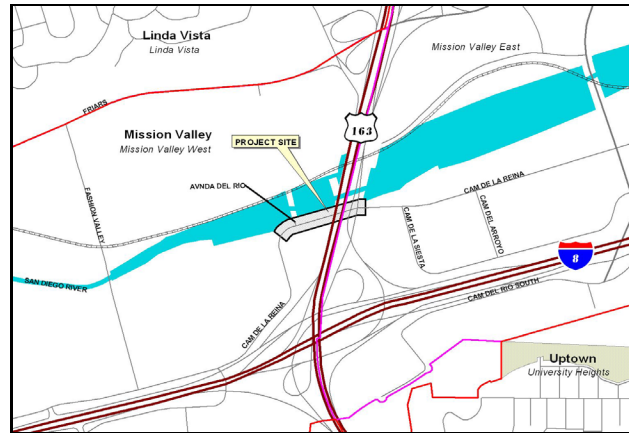 Linda Vista
Linda Vista
Mission Valley East
FRIARS
163
Mission Valley
Mission Valley West
PROJECT SITE
AVNDA DEL RIO
FASHION VALLEY
CAM DE LA REINA
CAM DE LA SIESTA
CAM DEL ARROYO
8
SAN DIEGO RIVER
CAM DE LA REINA
CAM DEL RIO SOUTH
Uptown
University Heights